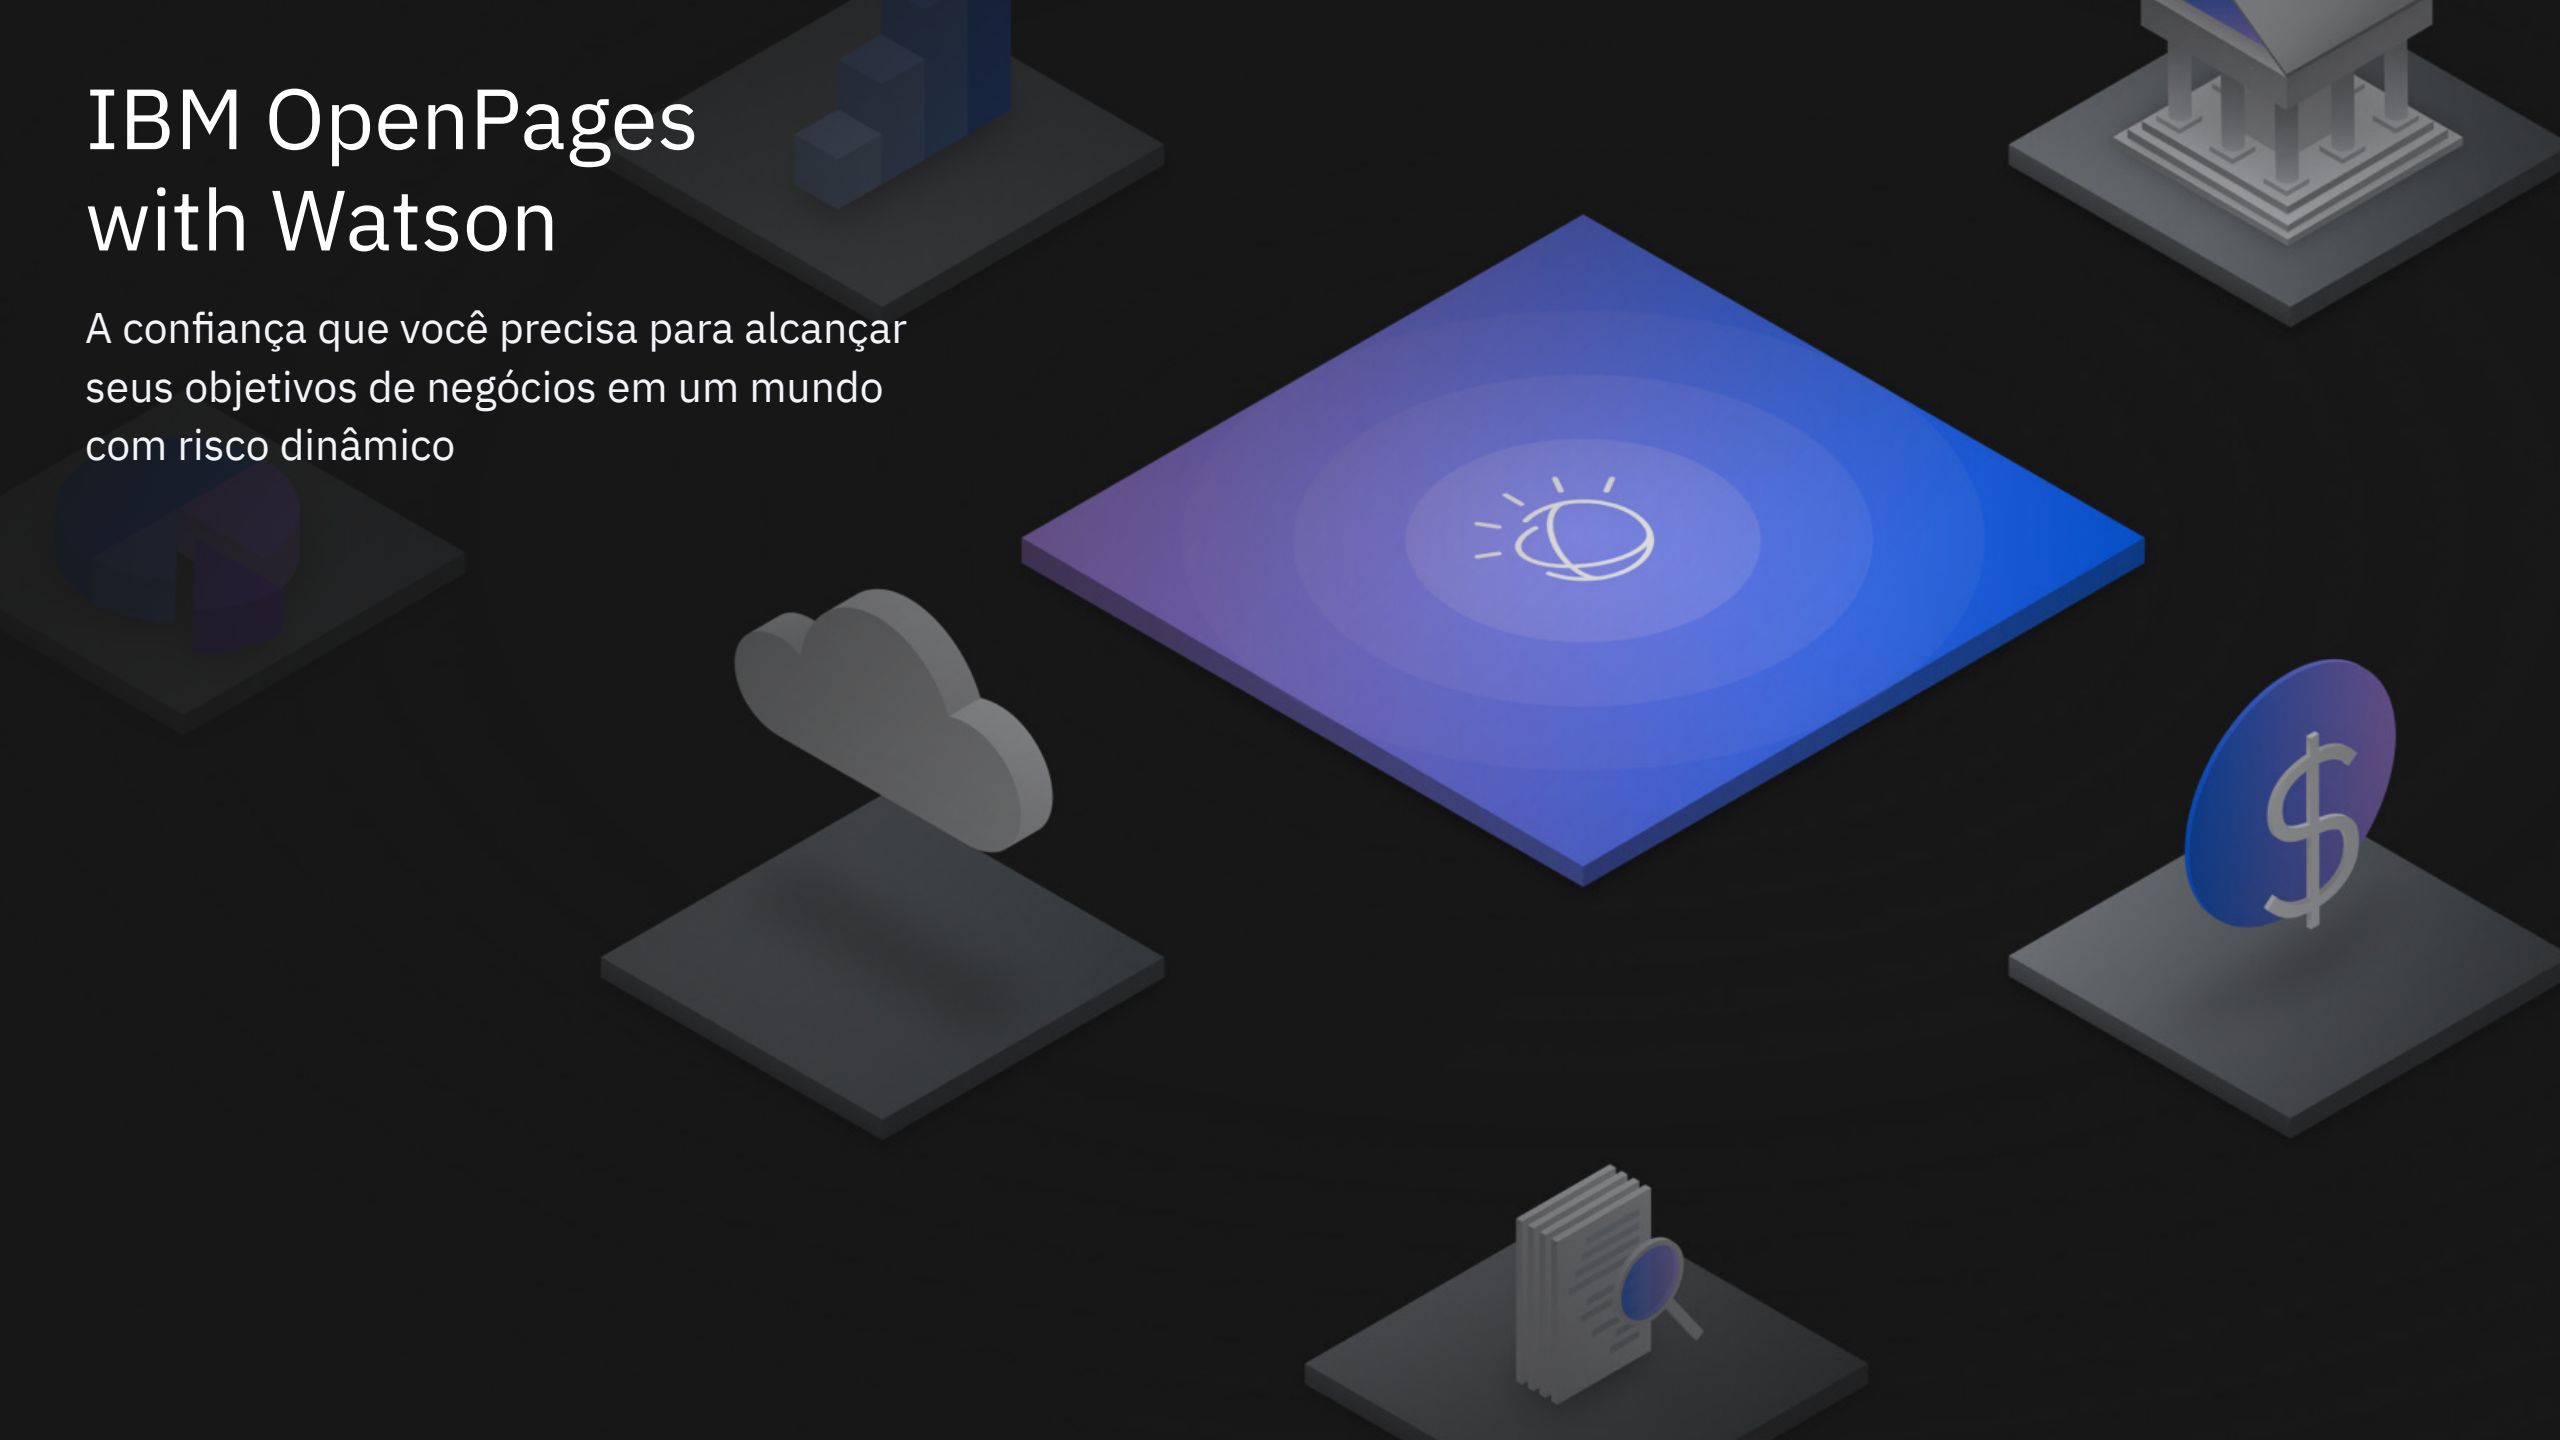 IBM OpenPages
with Watson
A confiança que você precisa para alcançar
seus objetivos de negócios em um mundo
com risco dinâmico
$